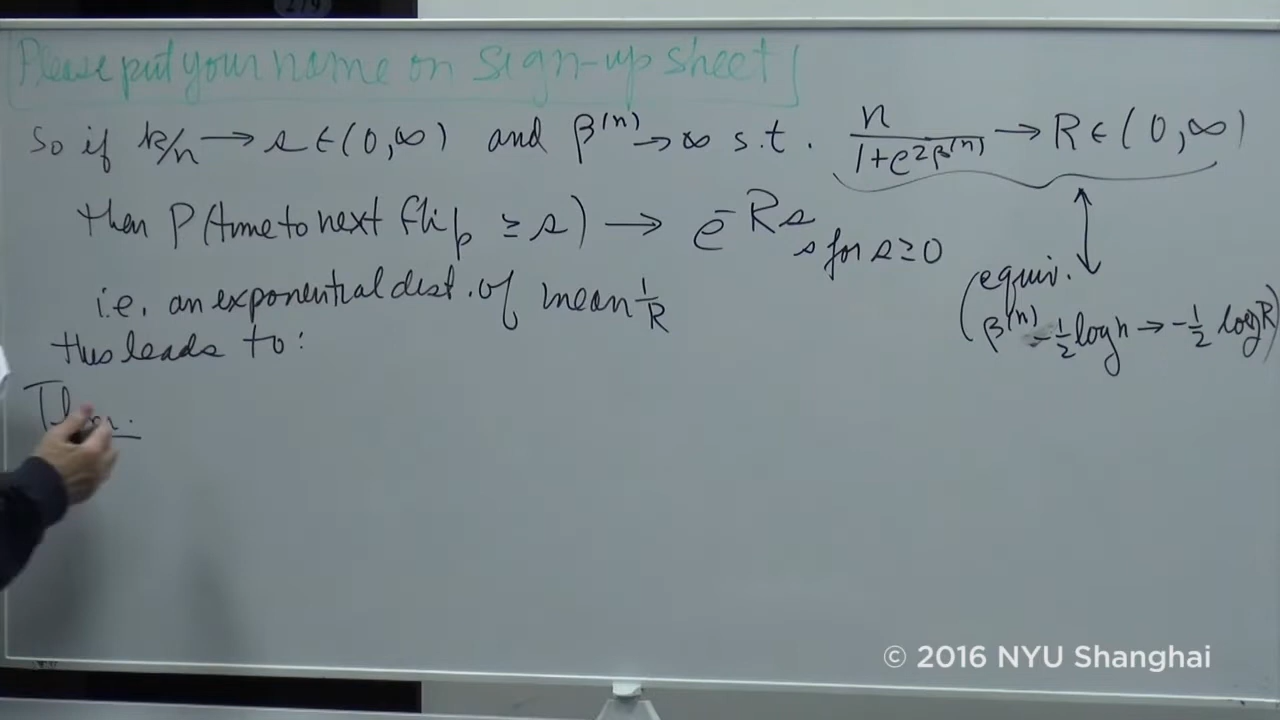 Please put your name on sign-up sheet
So if k/n → s ∈ (0, ∞) and β^(n) → ∞ s.t. n/(1+e^{2β^(n)}) → R ∈ (0, ∞)
then P(time to next flip ≥ s) → e^{-Rs}, for s ≥ 0
(equiv.
i.e. an exponential dist. of mean 1/R
β^(n) - 1/2 log n → -1/2 log R)
this leads to:
Thm.
© 2016 NYU Shanghai